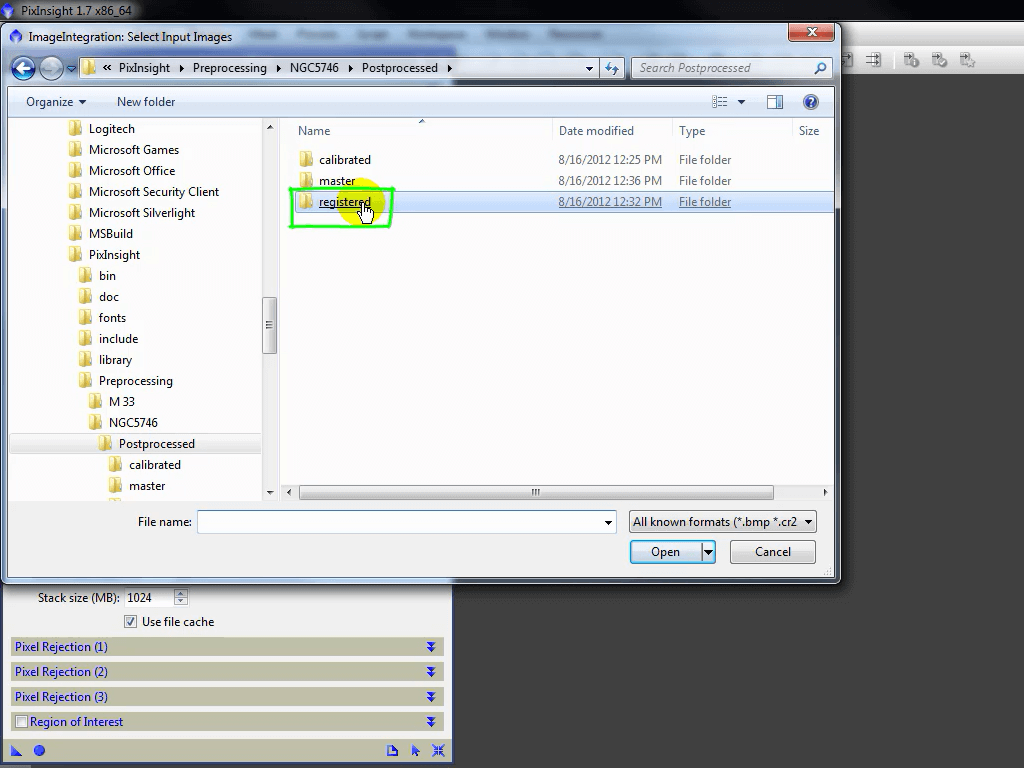 PixInsight 1.7 x86_64
ImageIntegration: Select Input Images
« PixInsight Preprocessing NGC5746 Postprocessed
Search Postprocessed
Organize New folder
Name Date modified Type Size
calibrated 8/16/2012 12:25 PM File folder
master 8/16/2012 12:36 PM File folder
registered 8/16/2012 12:32 PM File folder
Logitech
Microsoft Games
Microsoft Office
Microsoft Security Client
Microsoft Silverlight
MSBuild
PixInsight
bin
doc
fonts
include
library
Preprocessing
M 33
NGC5746
Postprocessed
calibrated
master
File name:
All known formats (*.bmp *.cr2
Open Cancel
Stack size (MB): 1024
Use file cache
Pixel Rejection (1)
Pixel Rejection (2)
Pixel Rejection (3)
Region of Interest